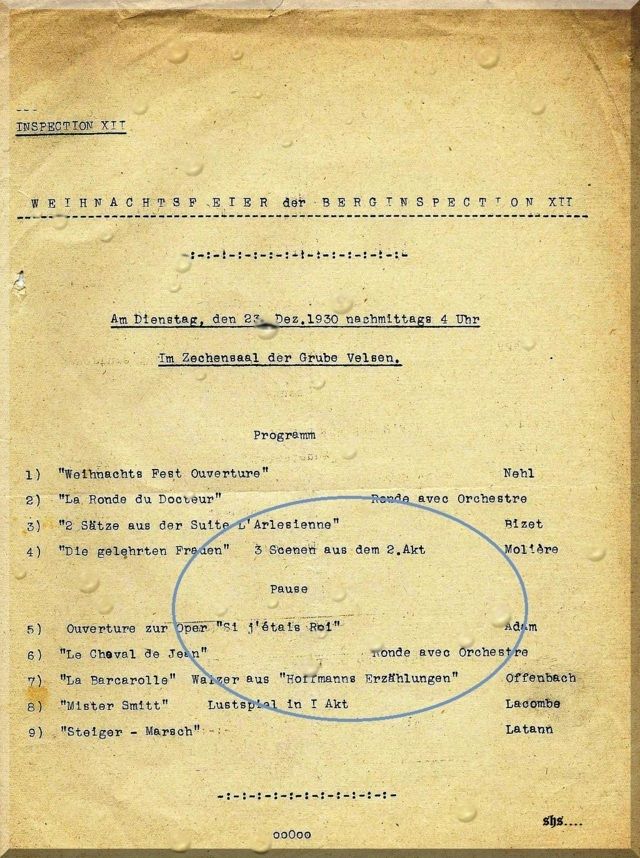 INSPECTION XII
WEIHNACHTSFEIER der BERGINSPECTION XII
-:-:-:-:-:-:-:-:-:-:-:-:-:-
Am Dienstag, den 23. Dez.1930 nachmittags 4 Uhr
Im Zechensaal der Grube Velsen.
Programm
1) "Weihnachts Fest Ouverture" Nehl
2) "La Ronde du Docteur" Ronde avec Orchestre
3) "2 Sätze aus der Suite L'Arlesienne" Bizet
4) "Die gelehrten Frauen" 3 Scenen aus dem 2.Akt Molière
Pause
5) Ouverture zur Oper "Si j'étais Roi" Adam
6) "Le Cheval de Jean" Ronde avec Orchestre
7) "La Barcarolle" Walzer aus "Hoffmanns Erzählungen" Offenbach
8) "Mister Smitt" Lustspiel in I Akt Lacombe
9) "Steiger - Marsch" Latann
-:-:-:-:-:-:-:-:-:-:-:-
shs....
ooOoo